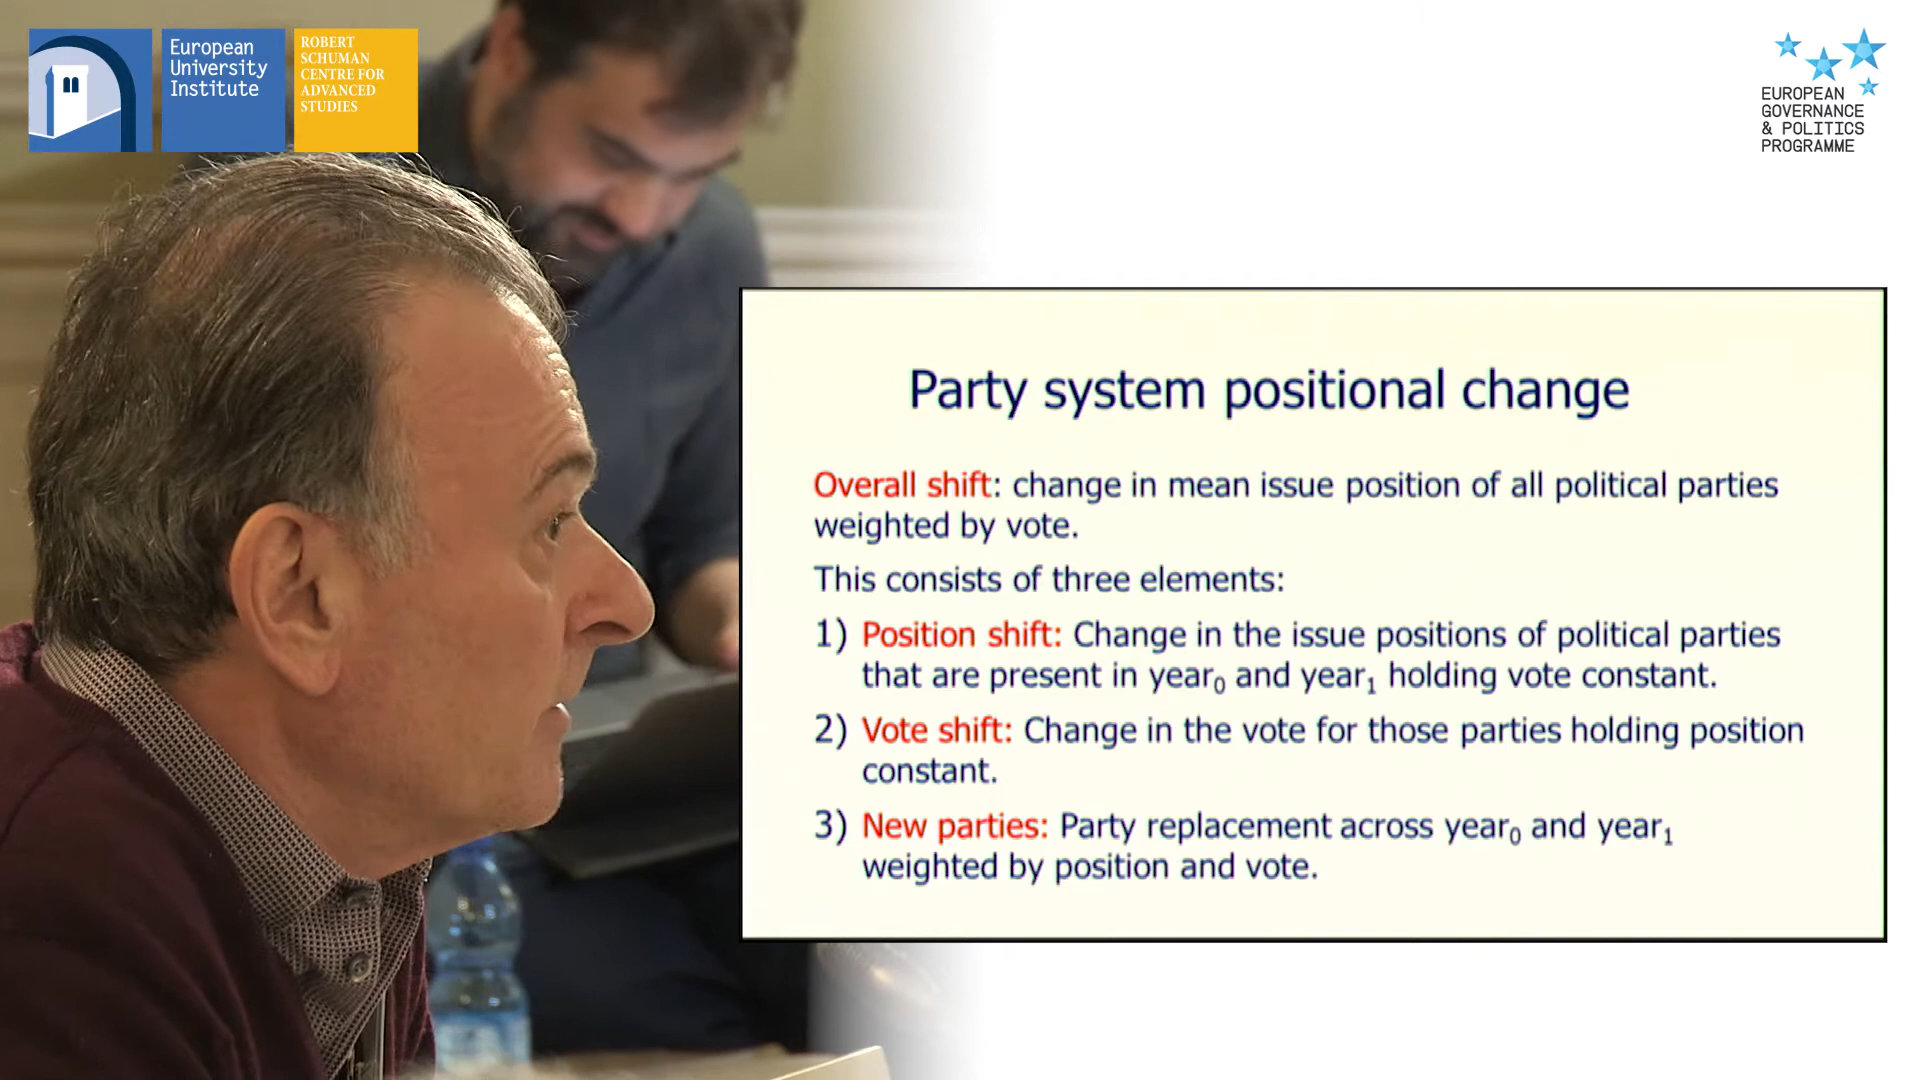 European
University
Institute
ROBERT
SCHUMAN
CENTRE FOR
ADVANCED
STUDIES
EUROPEAN
GOVERNANCE
& POLITICS
PROGRAMME
Party system positional change
Overall shift: change in mean issue position of all political parties
weighted by vote.
This consists of three elements:
1) Position shift: Change in the issue positions of political parties
that are present in year₀ and year₁ holding vote constant.
2) Vote shift: Change in the vote for those parties holding position
constant.
3) New parties: Party replacement across year₀ and year₁
weighted by position and vote.